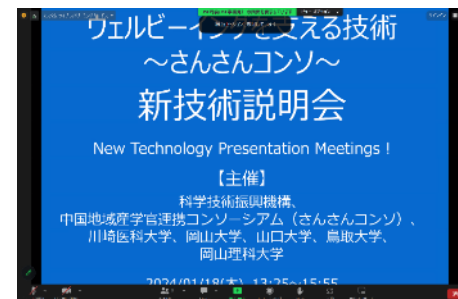 ウェルビーイングを支える技術
~さんさんコンソ~
新技術説明会
New Technology Presentation Meetings !
【主催】
科学技術振興機構、
中国地域産学官連携コンソーシアム（さんさんコンソ）、
川崎医科大学、岡山大学、山口大学、鳥取大学、
岡山理科大学
2024/01/18(木) 13:25~15:55